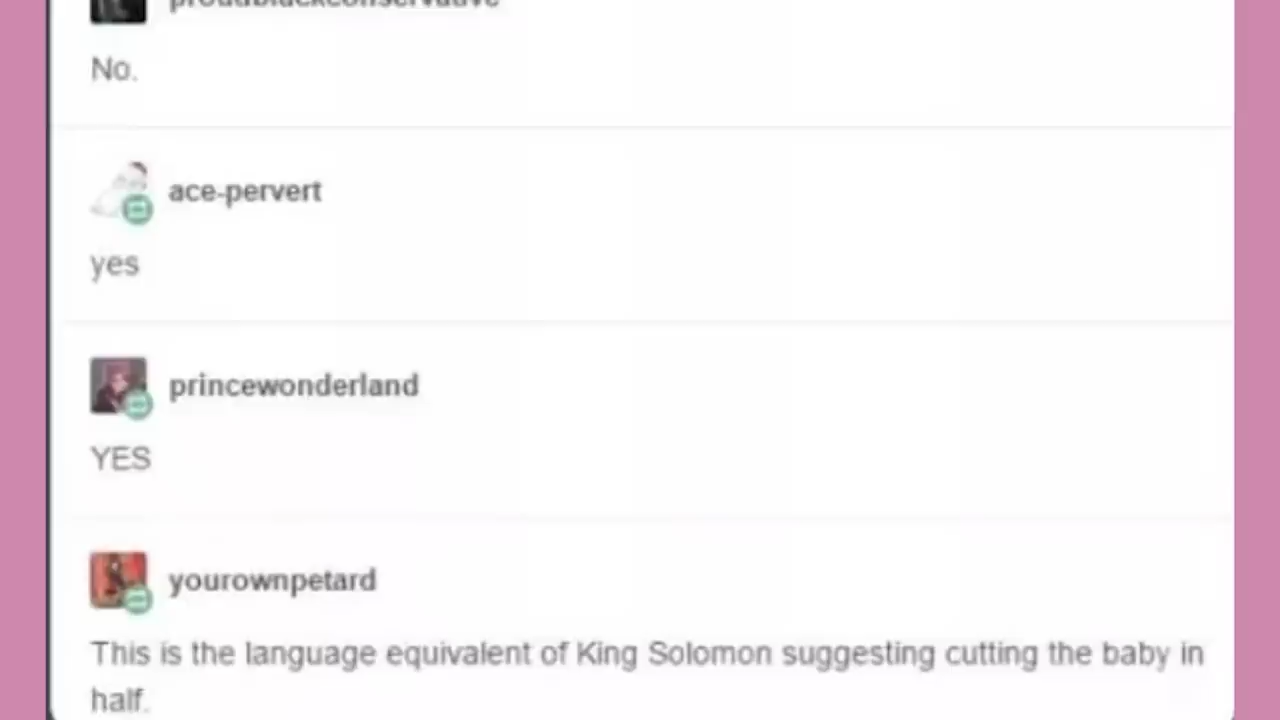 proudblackconservative
No.
ace-pervert
yes
princewonderland
YES
yourownpetard
This is the language equivalent of King Solomon suggesting cutting the baby in
half.